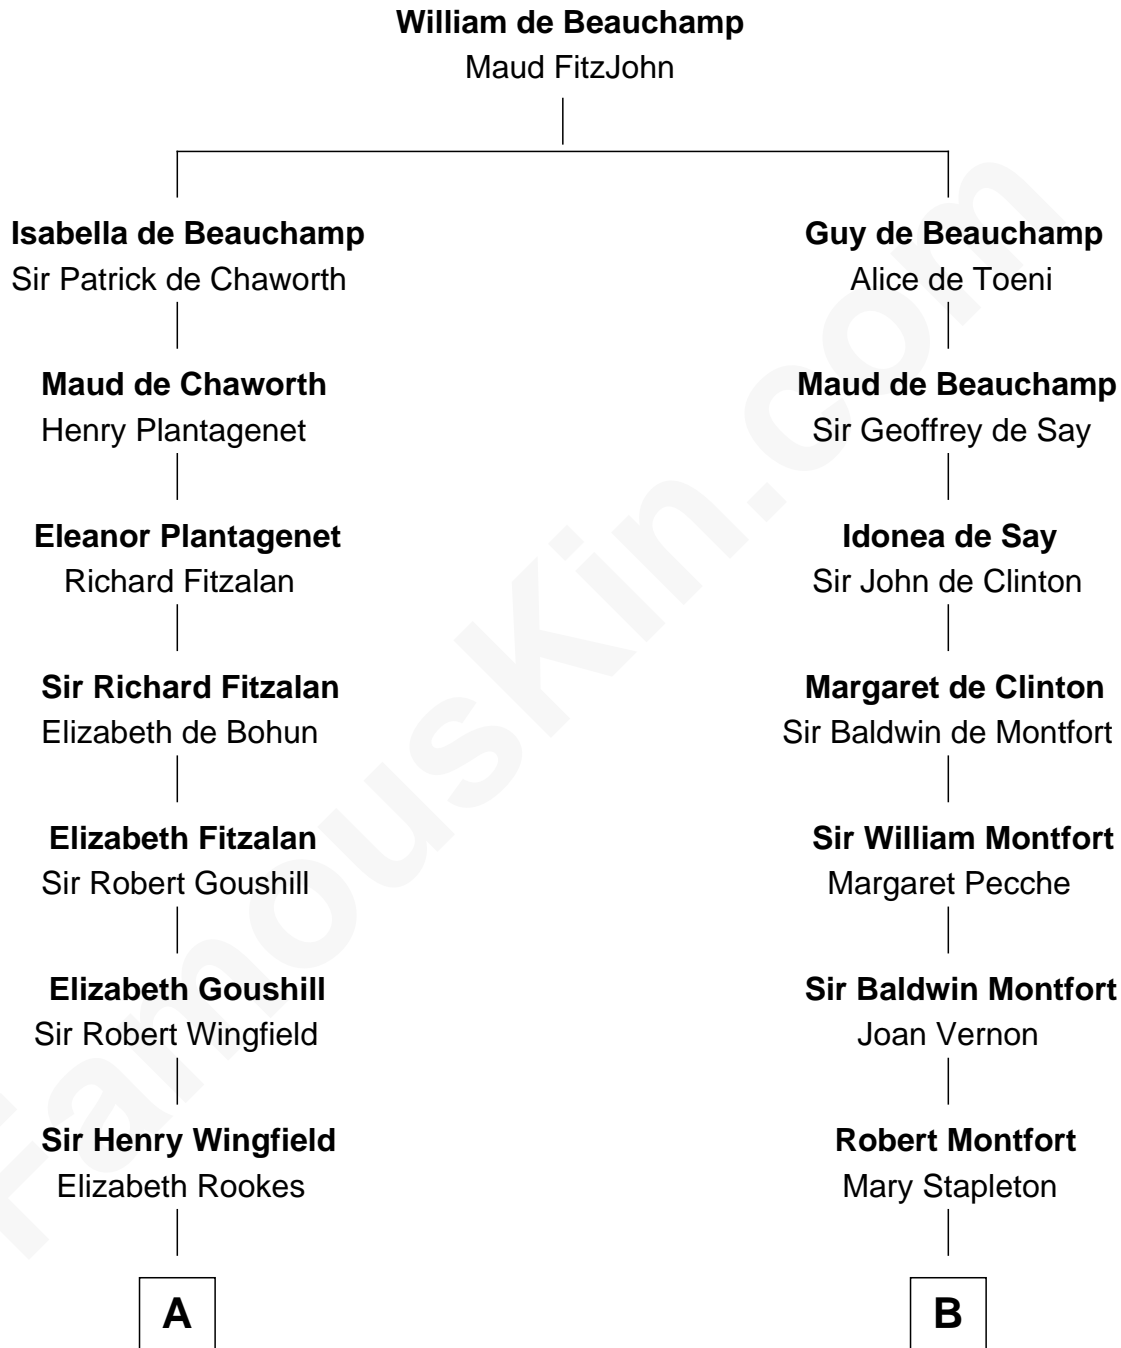 William de Beauchamp
Maud FitzJohn
Isabella de Beauchamp
Sir Patrick de Chaworth
Guy de Beauchamp
Alice de Toeni
Maud de Chaworth
Henry Plantagenet
Maud de Beauchamp
Sir Geoffrey de Say
Eleanor Plantagenet
Richard Fitzalan
Idonea de Say
Sir John de Clinton
Sir Richard Fitzalan
Elizabeth de Bohun
Margaret de Clinton
Sir Baldwin de Montfort
Elizabeth Fitzalan
Sir Robert Goushill
Sir William Montfort
Margaret Pecche
Elizabeth Goushill
Sir Robert Wingfield
Sir Baldwin Montfort
Joan Vernon
Sir Henry Wingfield
Elizabeth Rookes
Robert Montfort
Mary Stapleton
A
B
FamousKin.com